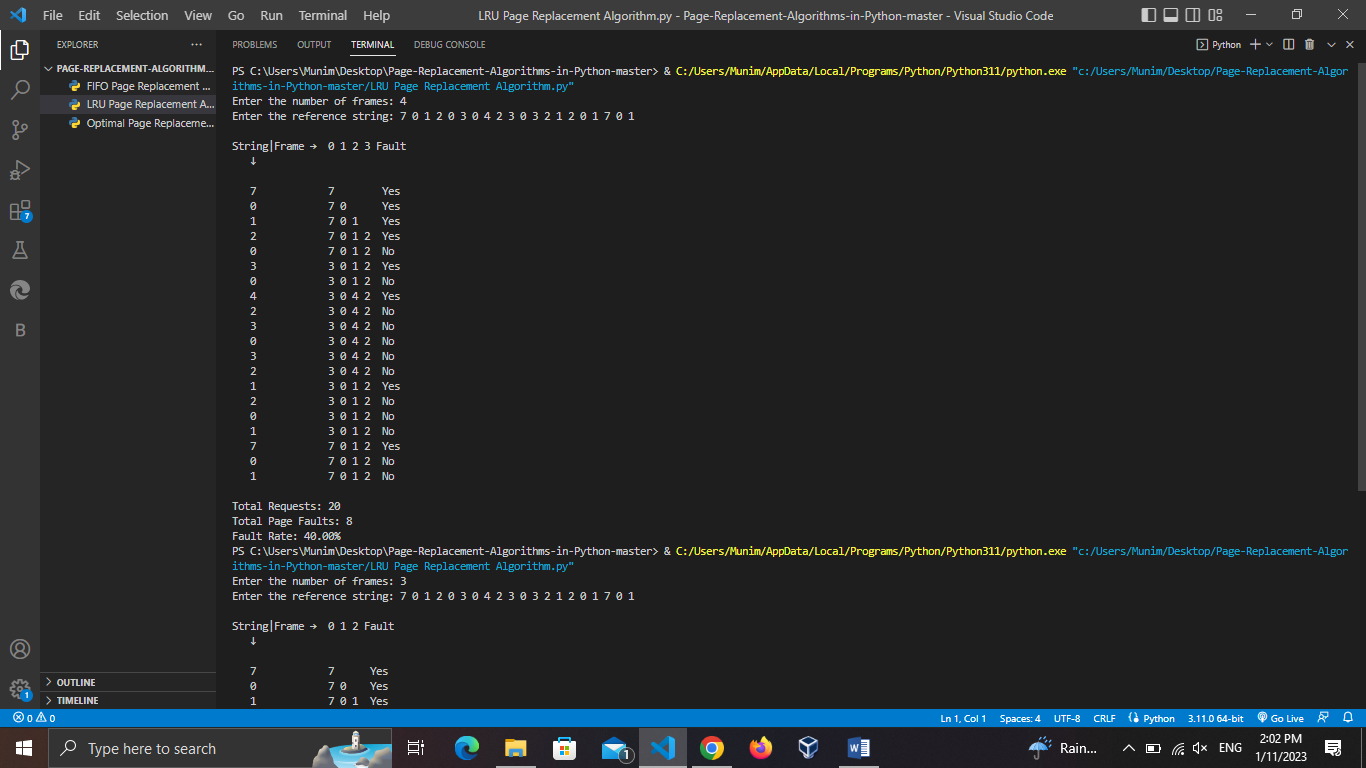 File Edit Selection View Go Run Terminal Help
LRU Page Replacement Algorithm.py - Page-Replacement-Algorithms-in-Python-master - Visual Studio Code
EXPLORER ...
PAGE-REPLACEMENT-ALGORITHM...
FIFO Page Replacement ...
LRU Page Replacement A...
Optimal Page Replaceme...
OUTLINE
TIMELINE
7
B
1
PROBLEMS OUTPUT TERMINAL DEBUG CONSOLE
Python
PS C:\Users\Munim\Desktop\Page-Replacement-Algorithms-in-Python-master> & C:/Users/Munim/AppData/Local/Programs/Python/Python311/python.exe "c:/Users/Munim/Desktop/Page-Replacement-Algor
ithms-in-Python-master/LRU Page Replacement Algorithm.py"
Enter the number of frames: 4
Enter the reference string: 7 0 1 2 0 3 0 4 2 3 0 3 2 1 2 0 1 7 0 1
String|Frame → 0 1 2 3 Fault
↓
7 7 Yes
0 7 0 Yes
1 7 0 1 Yes
2 7 0 1 2 Yes
0 7 0 1 2 No
3 3 0 1 2 Yes
0 3 0 1 2 No
4 3 0 4 2 Yes
2 3 0 4 2 No
3 3 0 4 2 No
0 3 0 4 2 No
3 3 0 4 2 No
2 3 0 4 2 No
1 3 0 1 2 Yes
2 3 0 1 2 No
0 3 0 1 2 No
1 3 0 1 2 No
7 7 0 1 2 Yes
0 7 0 1 2 No
1 7 0 1 2 No
Total Requests: 20
Total Page Faults: 8
Fault Rate: 40.00%
PS C:\Users\Munim\Desktop\Page-Replacement-Algorithms-in-Python-master> & C:/Users/Munim/AppData/Local/Programs/Python/Python311/python.exe "c:/Users/Munim/Desktop/Page-Replacement-Algor
ithms-in-Python-master/LRU Page Replacement Algorithm.py"
Enter the number of frames: 3
Enter the reference string: 7 0 1 2 0 3 0 4 2 3 0 3 2 1 2 0 1 7 0 1
String|Frame → 0 1 2 Fault
↓
7 7 Yes
0 7 0 Yes
1 7 0 1 Yes
0 0
Ln 1, Col 1 Spaces: 4 UTF-8 CRLF Python 3.11.0 64-bit Go Live
Type here to search
1
Rain... ENG
2:02 PM
1/11/2023